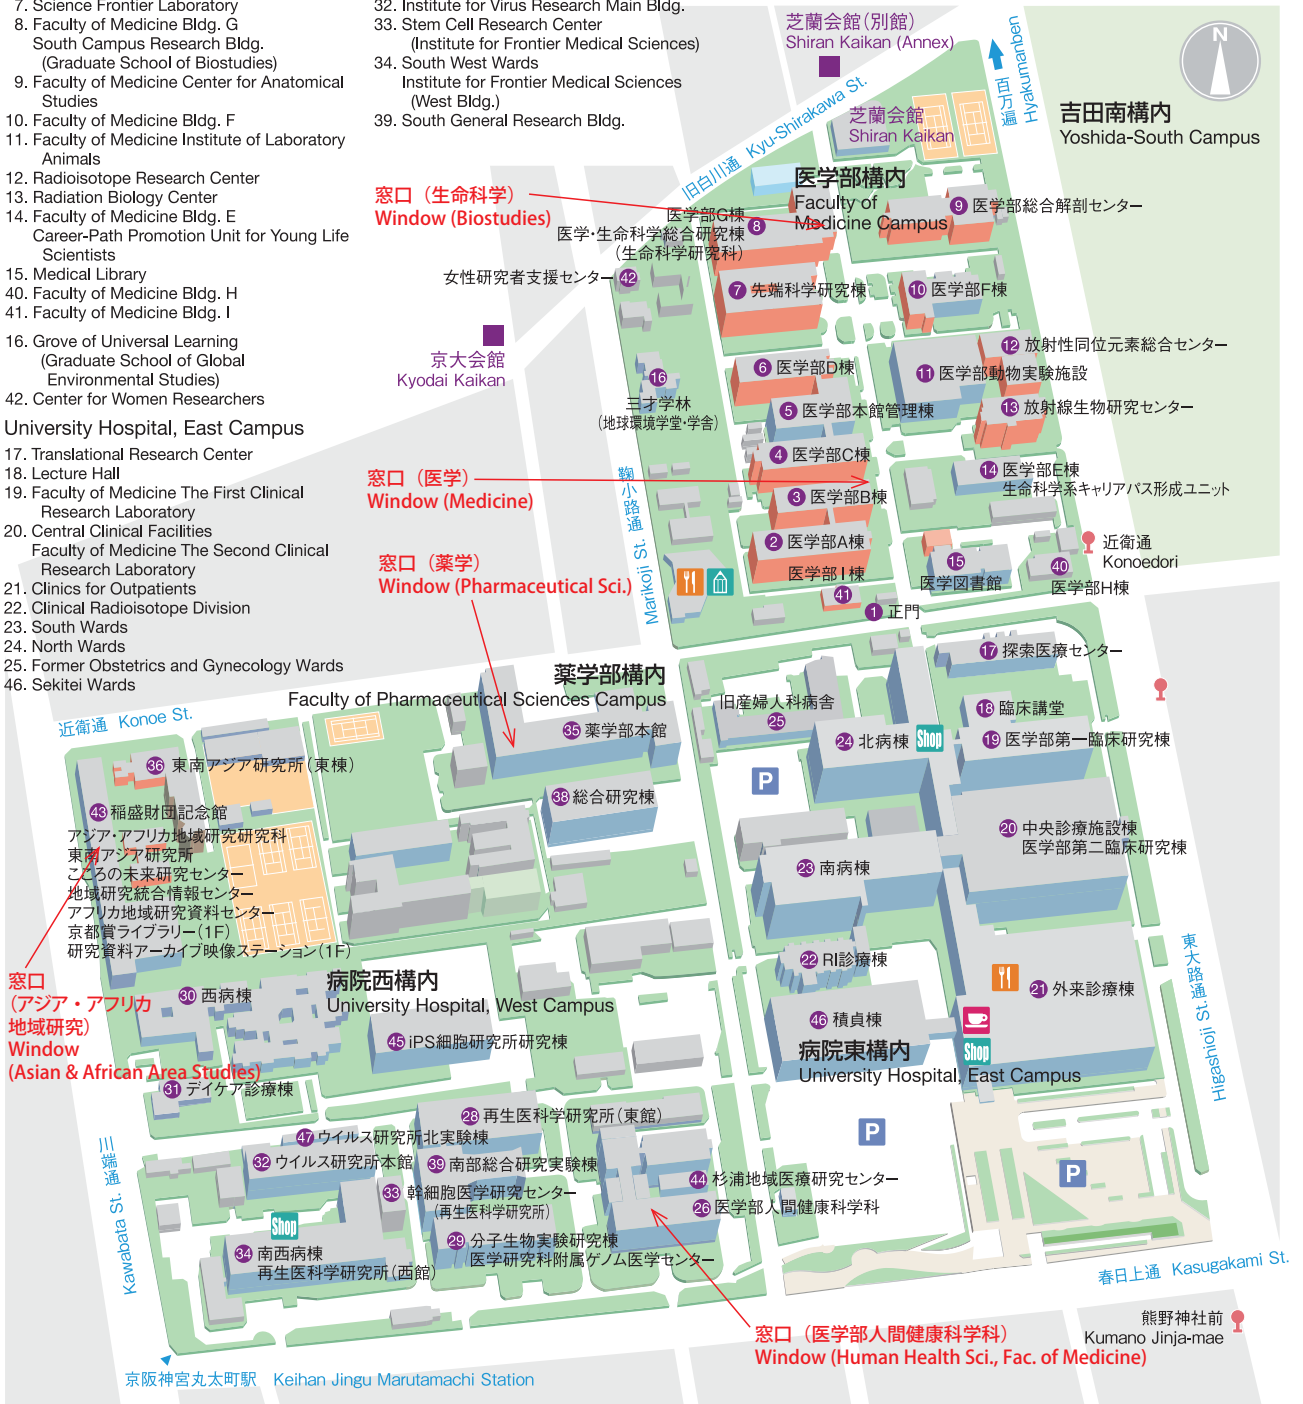 7. Science Frontier Laboratory
8. Faculty of Medicine Bldg. G
South Campus Research Bldg.
(Graduate School of Biostudies)
9. Faculty of Medicine Center for Anatomical
Studies
10. Faculty of Medicine Bldg. F
11. Faculty of Medicine Institute of Laboratory
Animals
12. Radioisotope Research Center
13. Radiation Biology Center
14. Faculty of Medicine Bldg. E
Career-Path Promotion Unit for Young Life
Scientists
15. Medical Library
40. Faculty of Medicine Bldg. H
41. Faculty of Medicine Bldg. I
16. Grove of Universal Learning
(Graduate School of Global
Environmental Studies)
42. Center for Women Researchers
University Hospital, East Campus
17. Translational Research Center
18. Lecture Hall
19. Faculty of Medicine The First Clinical
Research Laboratory
20. Central Clinical Facilities
Faculty of Medicine The Second Clinical
Research Laboratory
21. Clinics for Outpatients
22. Clinical Radioisotope Division
23. South Wards
24. North Wards
25. Former Obstetrics and Gynecology Wards
46. Sekitei Wards
32. Institute for Virus Research Main Bldg.
33. Stem Cell Research Center
(Institute for Frontier Medical Sciences)
34. South West Wards
Institute for Frontier Medical Sciences
(West Bldg.)
39. South General Research Bldg.
芝蘭会館(別館)
Shiran Kaikan (Annex)
百万遍
Hyakumanben
N
吉田南構内
Yoshida-South Campus
旧白川通 Kyu-Shirakawa St.
芝蘭会館
Shiran Kaikan
窓口（生命科学）
Window (Biostudies)
医学部構内
Faculty of
Medicine Campus
9 医学部総合解剖センター
医学部G棟
8
医学・生命科学総合研究棟
(生命科学研究科)
女性研究者支援センター 42
7 先端科学研究棟
10 医学部F棟
京大会館
Kyodai Kaikan
12 放射性同位元素総合センター
6 医学部D棟
11 医学部動物実験施設
16
三才学林
(地球環境学堂・学舎)
5 医学部本館管理棟
13 放射線生物研究センター
4 医学部C棟
窓口（医学）
Window (Medicine)
鞠小路通 Marikoji St.
14 医学部E棟
生命科学系キャリアパス形成ユニット
3 医学部B棟
2 医学部A棟
近衛通
Konoedori
窓口（薬学）
Window (Pharmaceutical Sci.)
医学部I棟
41
15
医学図書館
40
医学部H棟
1 正門
17 探索医療センター
薬学部構内
Faculty of Pharmaceutical Sciences Campus
旧産婦人科病舎
25
18 臨床講堂
近衛通 Konoe St.
35 薬学部本館
24 北病棟
Shop
19 医学部第一臨床研究棟
36 東南アジア研究所(東棟)
P
38 総合研究棟
43 稲盛財団記念館
アジア・アフリカ地域研究研究科
東南アジア研究所
こころの未来研究センター
地域研究統合情報センター
アフリカ地域研究資料センター
京都賞ライブラリー(1F)
研究資料アーカイブ映像ステーション(1F)
20 中央診療施設棟
医学部第二臨床研究棟
23 南病棟
東大路通 Higashioji St.
窓口
（アジア・アフリカ
地域研究）
Window
(Asian & African Area Studies)
22 RI診療棟
病院西構内
University Hospital, West Campus
30 西病棟
21 外来診療棟
46 積貞棟
45 iPS細胞研究所研究棟
Shop
病院東構内
University Hospital, East Campus
31 デイケア診療棟
28 再生医科学研究所(東館)
P
47 ウイルス研究所北実験棟
32 ウイルス研究所本館
39 南部総合研究実験棟
P
44 杉浦地域医療研究センター
33 幹細胞医学研究センター
(再生医科学研究所)
26 医学部人間健康科学科
川端通 Kawabata St.
Shop
34 南西病棟
再生医科学研究所(西館)
29 分子生物実験研究棟
医学研究科附属ゲノム医学センター
春日上通 Kasugakami St.
熊野神社前
Kumano Jinja-mae
窓口（医学部人間健康科学科）
Window (Human Health Sci., Fac. of Medicine)
京阪神宮丸太町駅 Keihan Jingu Marutamachi Station